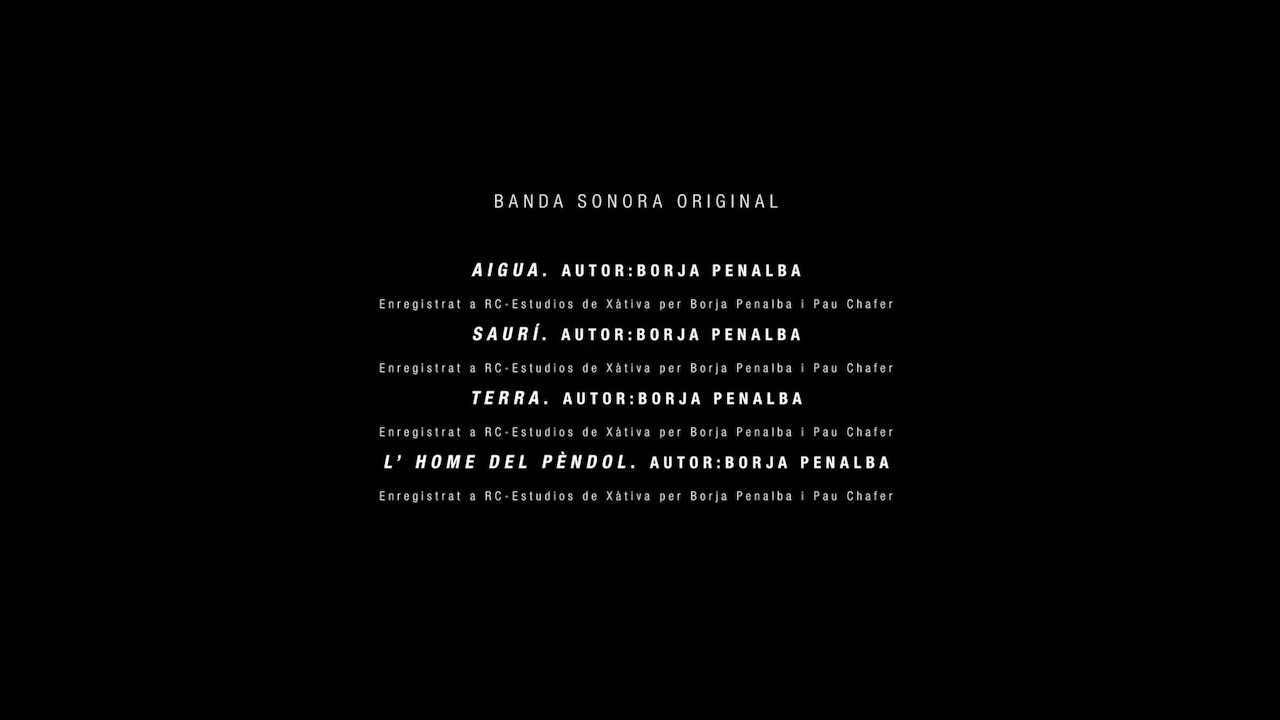 BANDA SONORA ORIGINAL
AIGUA. AUTOR:BORJA PENALBA
Enregistrat a RC-Estudios de Xàtiva per Borja Penalba i Pau Chafer
SAURÍ. AUTOR:BORJA PENALBA
Enregistrat a RC-Estudios de Xàtiva per Borja Penalba i Pau Chafer
TERRA. AUTOR:BORJA PENALBA
Enregistrat a RC-Estudios de Xàtiva per Borja Penalba i Pau Chafer
L’ HOME DEL PÈNDOL. AUTOR:BORJA PENALBA
Enregistrat a RC-Estudios de Xàtiva per Borja Penalba i Pau Chafer